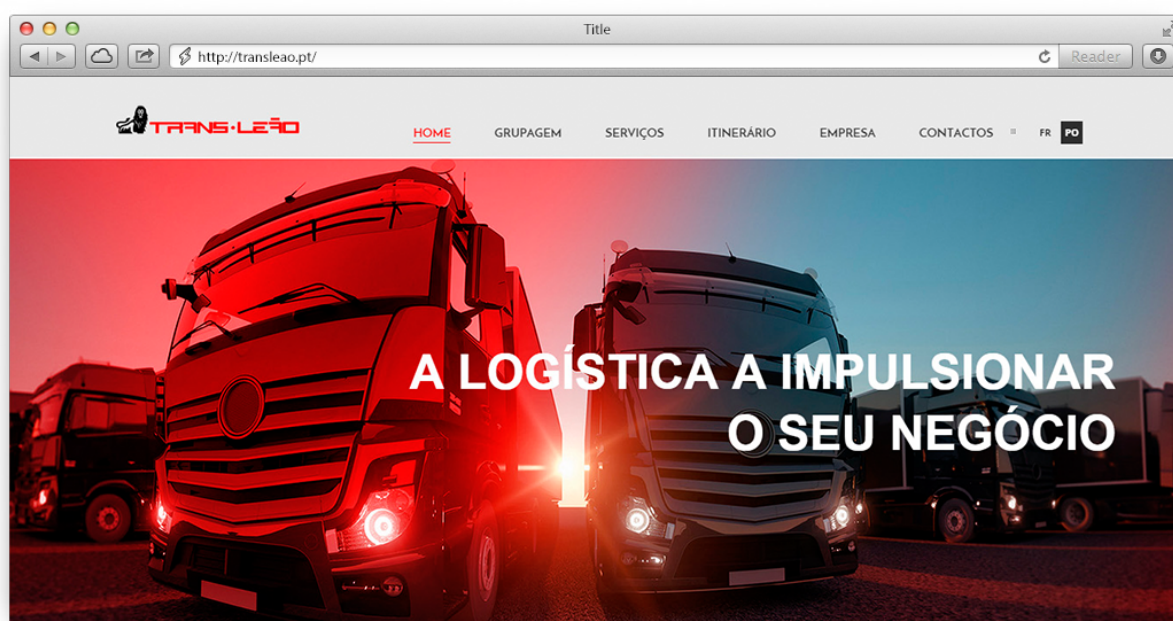 Title
http://transleao.pt/
Reader
TRANS·LEÃO
HOME GRUPAGEM SERVIÇOS ITINERÁRIO EMPRESA CONTACTOS FR PO
A LOGÍSTICA A IMPULSIONAR
O SEU NEGÓCIO